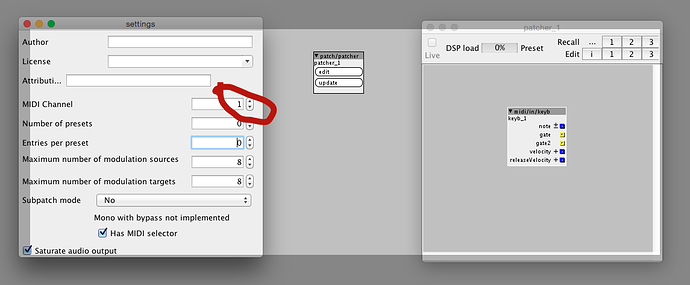 settings
Author
License
Attributi...
MIDI Channel 1
Number of presets 0
Entries per preset 0
Maximum number of modulation sources 8
Maximum number of modulation targets 8
Subpatch mode No
Mono with bypass not implemented
Has MIDI selector
Saturate audio output
patch/patcher
patcher_1
edit
update
patcher_1
Live
DSP load 0% Preset
Recall ... 1 2 3
Edit i 1 2 3
midi/in/keyb
keyb_1
note
gate
gate2
velocity
releaseVelocity